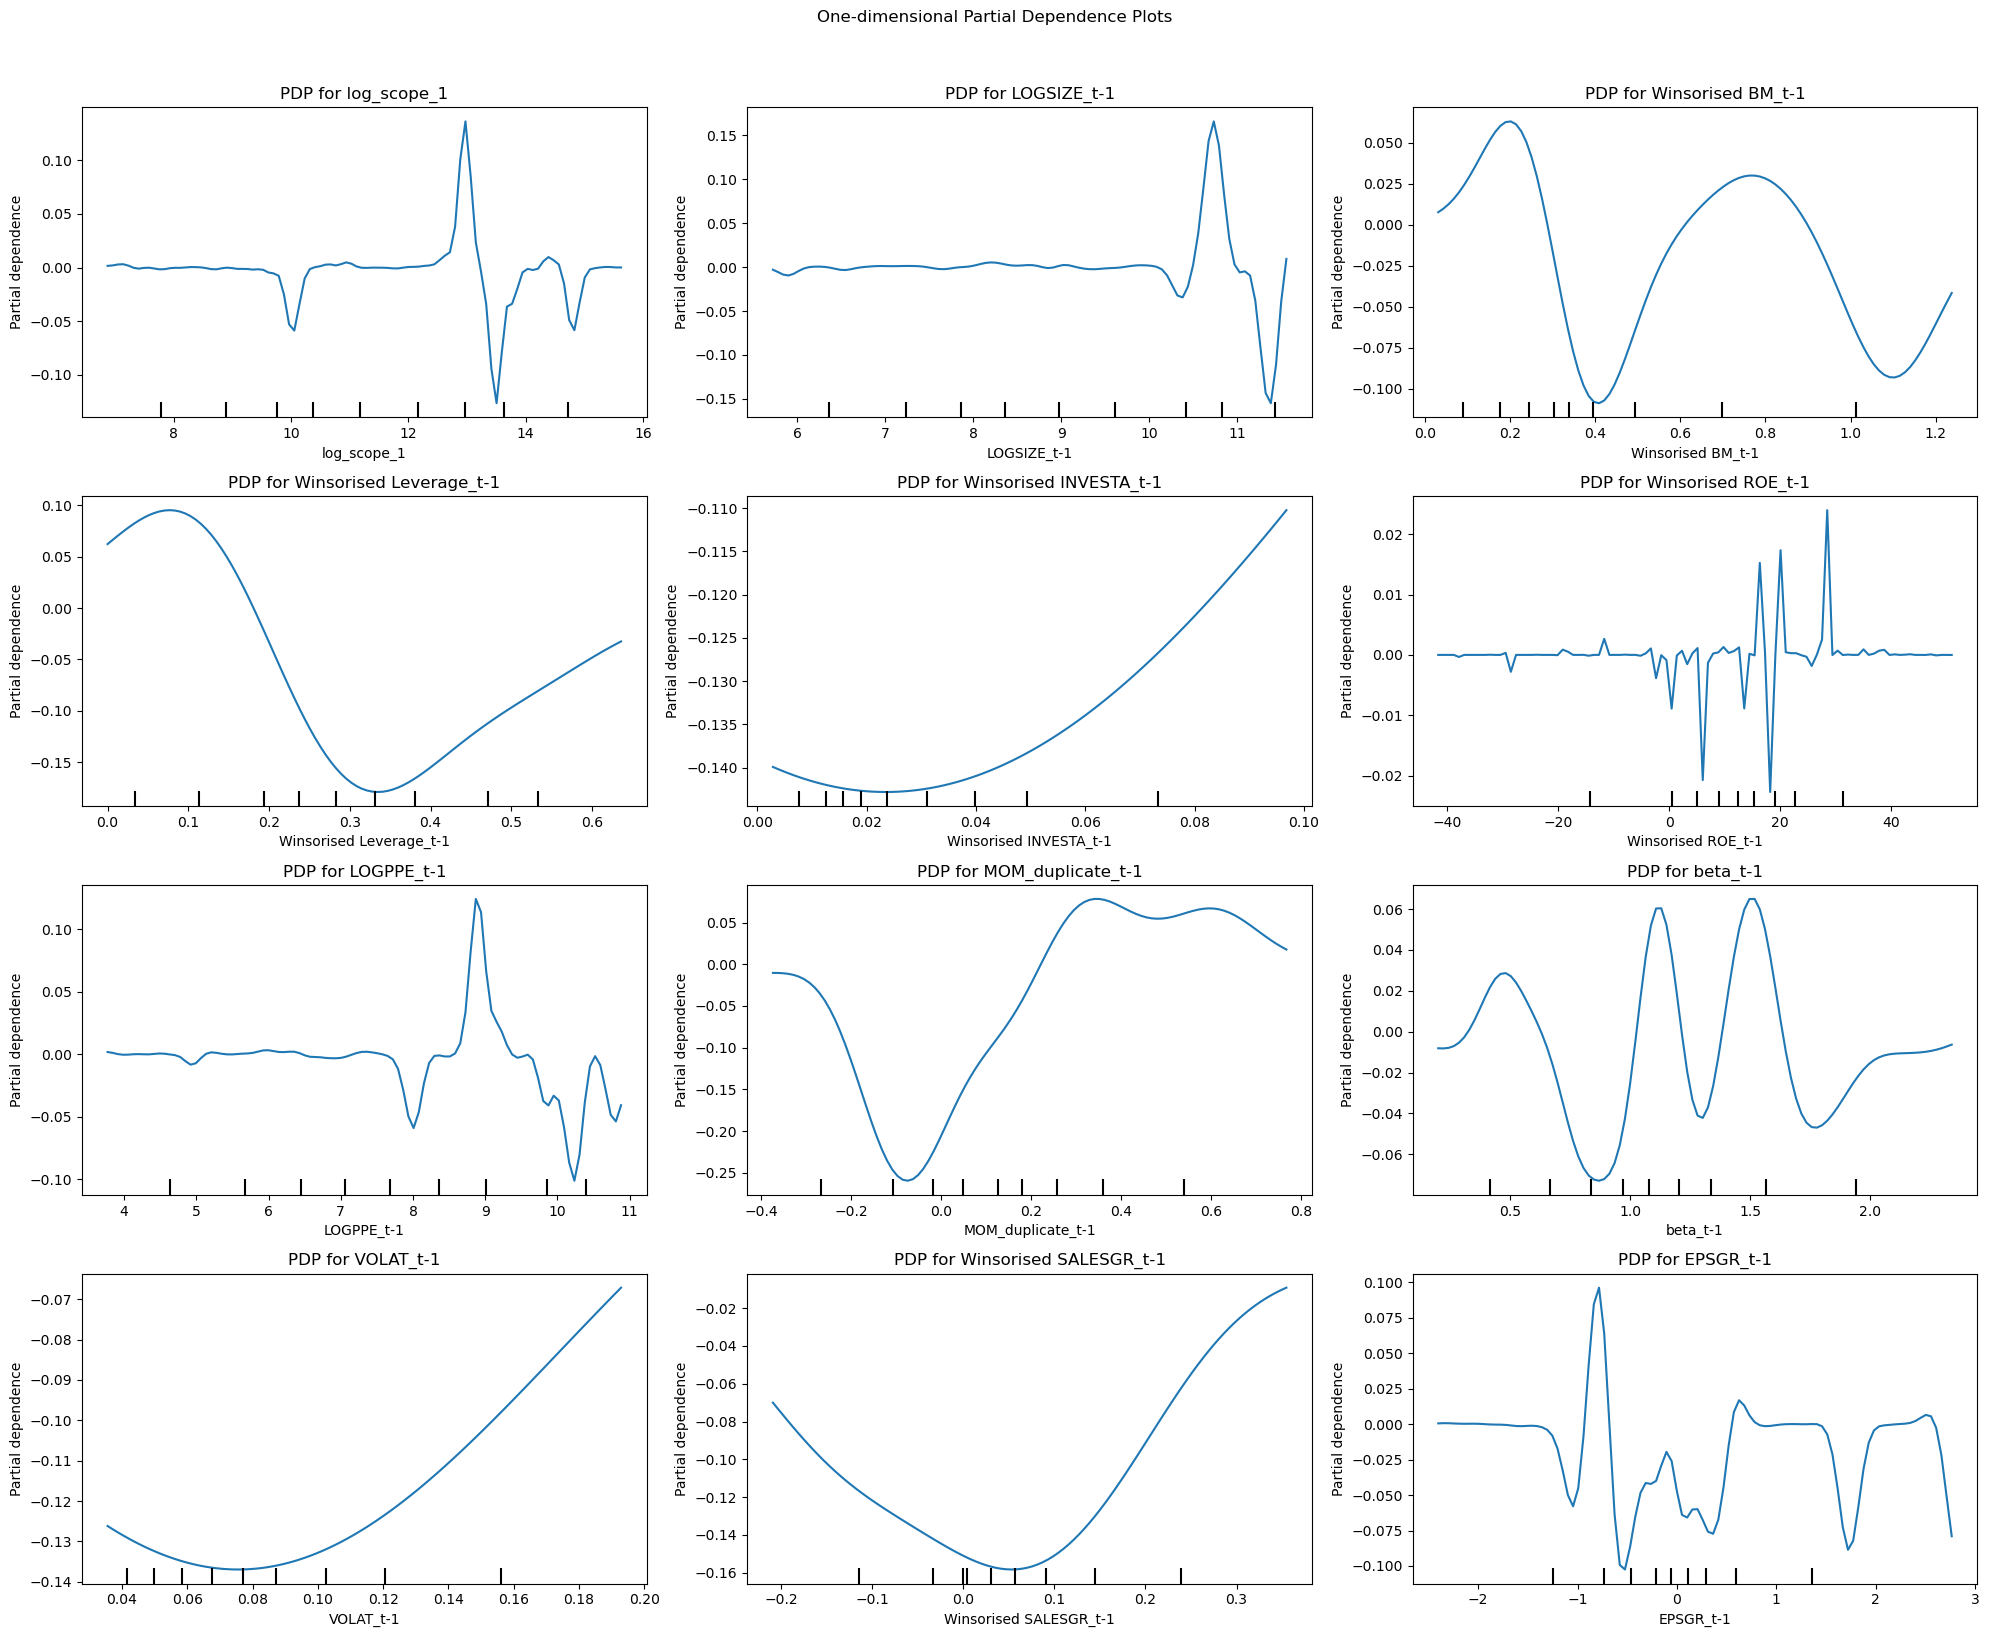 One-dimensional Partial Dependence Plots
PDP for log_scope_1
0.10
0.05
0.00
−0.05
−0.10
Partial dependence
8 10 12 14 16
log_scope_1
PDP for LOGSIZE_t-1
0.15
0.10
0.05
0.00
−0.05
−0.10
−0.15
Partial dependence
6 7 8 9 10 11
LOGSIZE_t-1
PDP for Winsorised BM_t-1
0.050
0.025
0.000
−0.025
−0.050
−0.075
−0.100
Partial dependence
0.0 0.2 0.4 0.6 0.8 1.0 1.2
Winsorised BM_t-1
PDP for Winsorised Leverage_t-1
0.10
0.05
0.00
−0.05
−0.10
−0.15
Partial dependence
0.0 0.1 0.2 0.3 0.4 0.5 0.6
Winsorised Leverage_t-1
PDP for Winsorised INVESTA_t-1
−0.110
−0.115
−0.120
−0.125
−0.130
−0.135
−0.140
Partial dependence
0.00 0.02 0.04 0.06 0.08 0.10
Winsorised INVESTA_t-1
PDP for Winsorised ROE_t-1
0.02
0.01
0.00
−0.01
−0.02
Partial dependence
−40 −20 0 20 40
Winsorised ROE_t-1
PDP for LOGPPE_t-1
0.10
0.05
0.00
−0.05
−0.10
Partial dependence
4 5 6 7 8 9 10 11
LOGPPE_t-1
PDP for MOM_duplicate_t-1
0.05
0.00
−0.05
−0.10
−0.15
−0.20
−0.25
Partial dependence
−0.4 −0.2 0.0 0.2 0.4 0.6 0.8
MOM_duplicate_t-1
PDP for beta_t-1
0.06
0.04
0.02
0.00
−0.02
−0.04
−0.06
Partial dependence
0.5 1.0 1.5 2.0
beta_t-1
PDP for VOLAT_t-1
−0.07
−0.08
−0.09
−0.10
−0.11
−0.12
−0.13
−0.14
Partial dependence
0.04 0.06 0.08 0.10 0.12 0.14 0.16 0.18 0.20
VOLAT_t-1
PDP for Winsorised SALESGR_t-1
−0.02
−0.04
−0.06
−0.08
−0.10
−0.12
−0.14
−0.16
Partial dependence
−0.2 −0.1 0.0 0.1 0.2 0.3
Winsorised SALESGR_t-1
PDP for EPSGR_t-1
0.100
0.075
0.050
0.025
0.000
−0.025
−0.050
−0.075
−0.100
Partial dependence
−2 −1 0 1 2 3
EPSGR_t-1